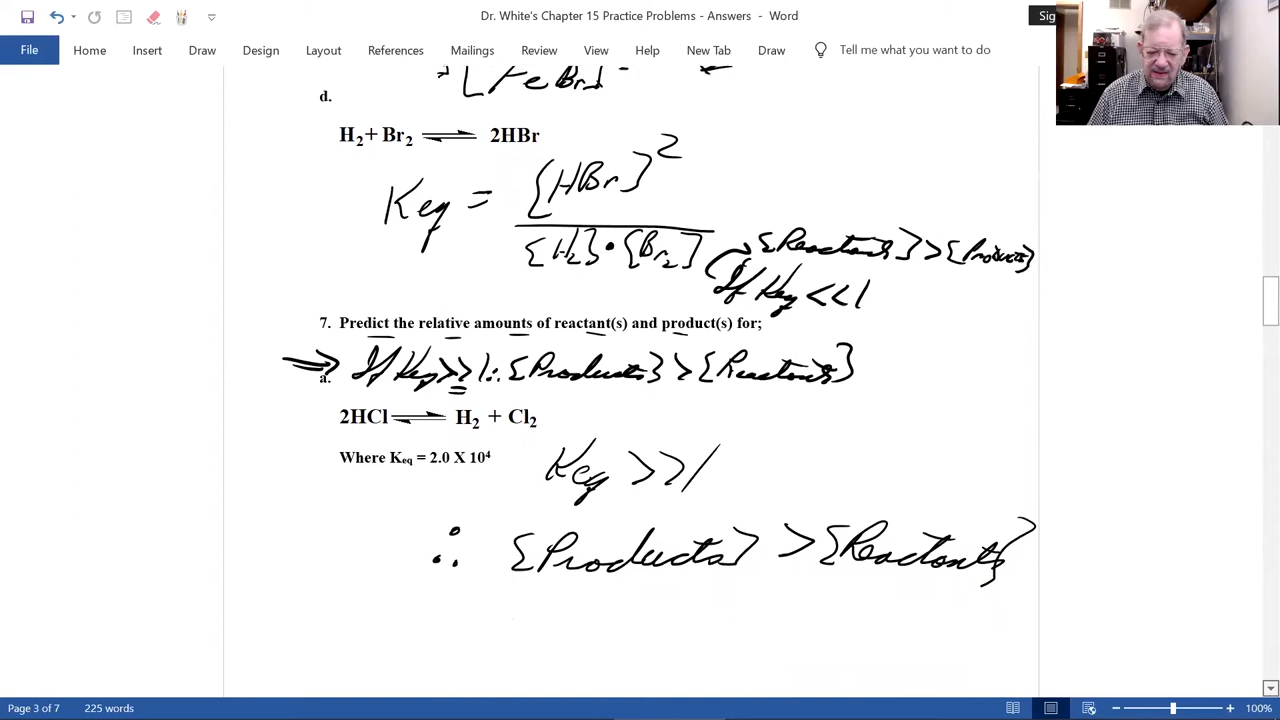 Dr. White's Chapter 15 Practice Problems - Answers - Word
Sig
File Home Insert Draw Design Layout References Mailings Review View Help New Tab Draw Tell me what you want to do
[FeBr]
d.
H₂+ Br₂ ⇌ 2HBr
Keq = [HBr]²
[H₂]·[Br₂]
[Reactants] > [Products]
If Keq <<1
7. Predict the relative amounts of reactant(s) and product(s) for;
⇒ If Keq >> 1 ∴ [Products] > [Reactants]
a.
2HCl ⇌ H₂ + Cl₂
Where Keq = 2.0 X 10⁴
Keq >>1
∴ [Products] > [Reactants]
Page 3 of 7 225 words 100%